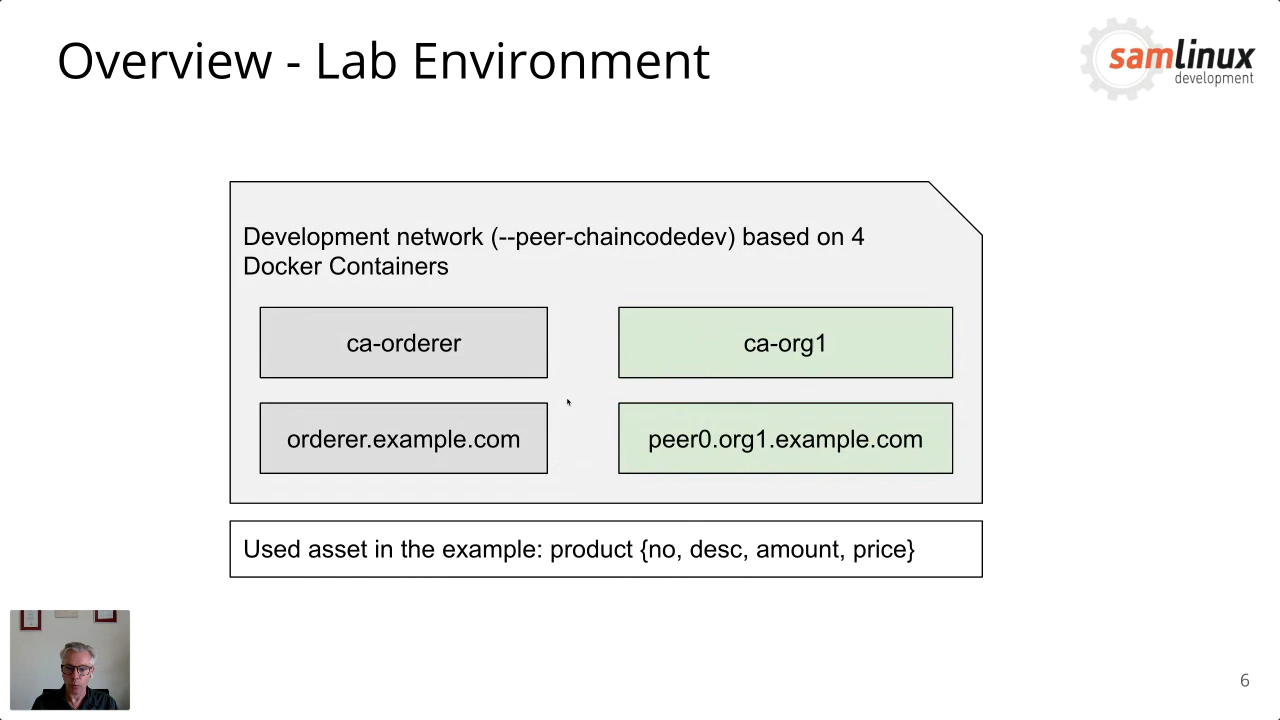 Overview - Lab Environment
samlinux
development
Development network (--peer-chaincodedev) based on 4
Docker Containers
ca-orderer
ca-org1
orderer.example.com
peer0.org1.example.com
Used asset in the example: product {no, desc, amount, price}
6